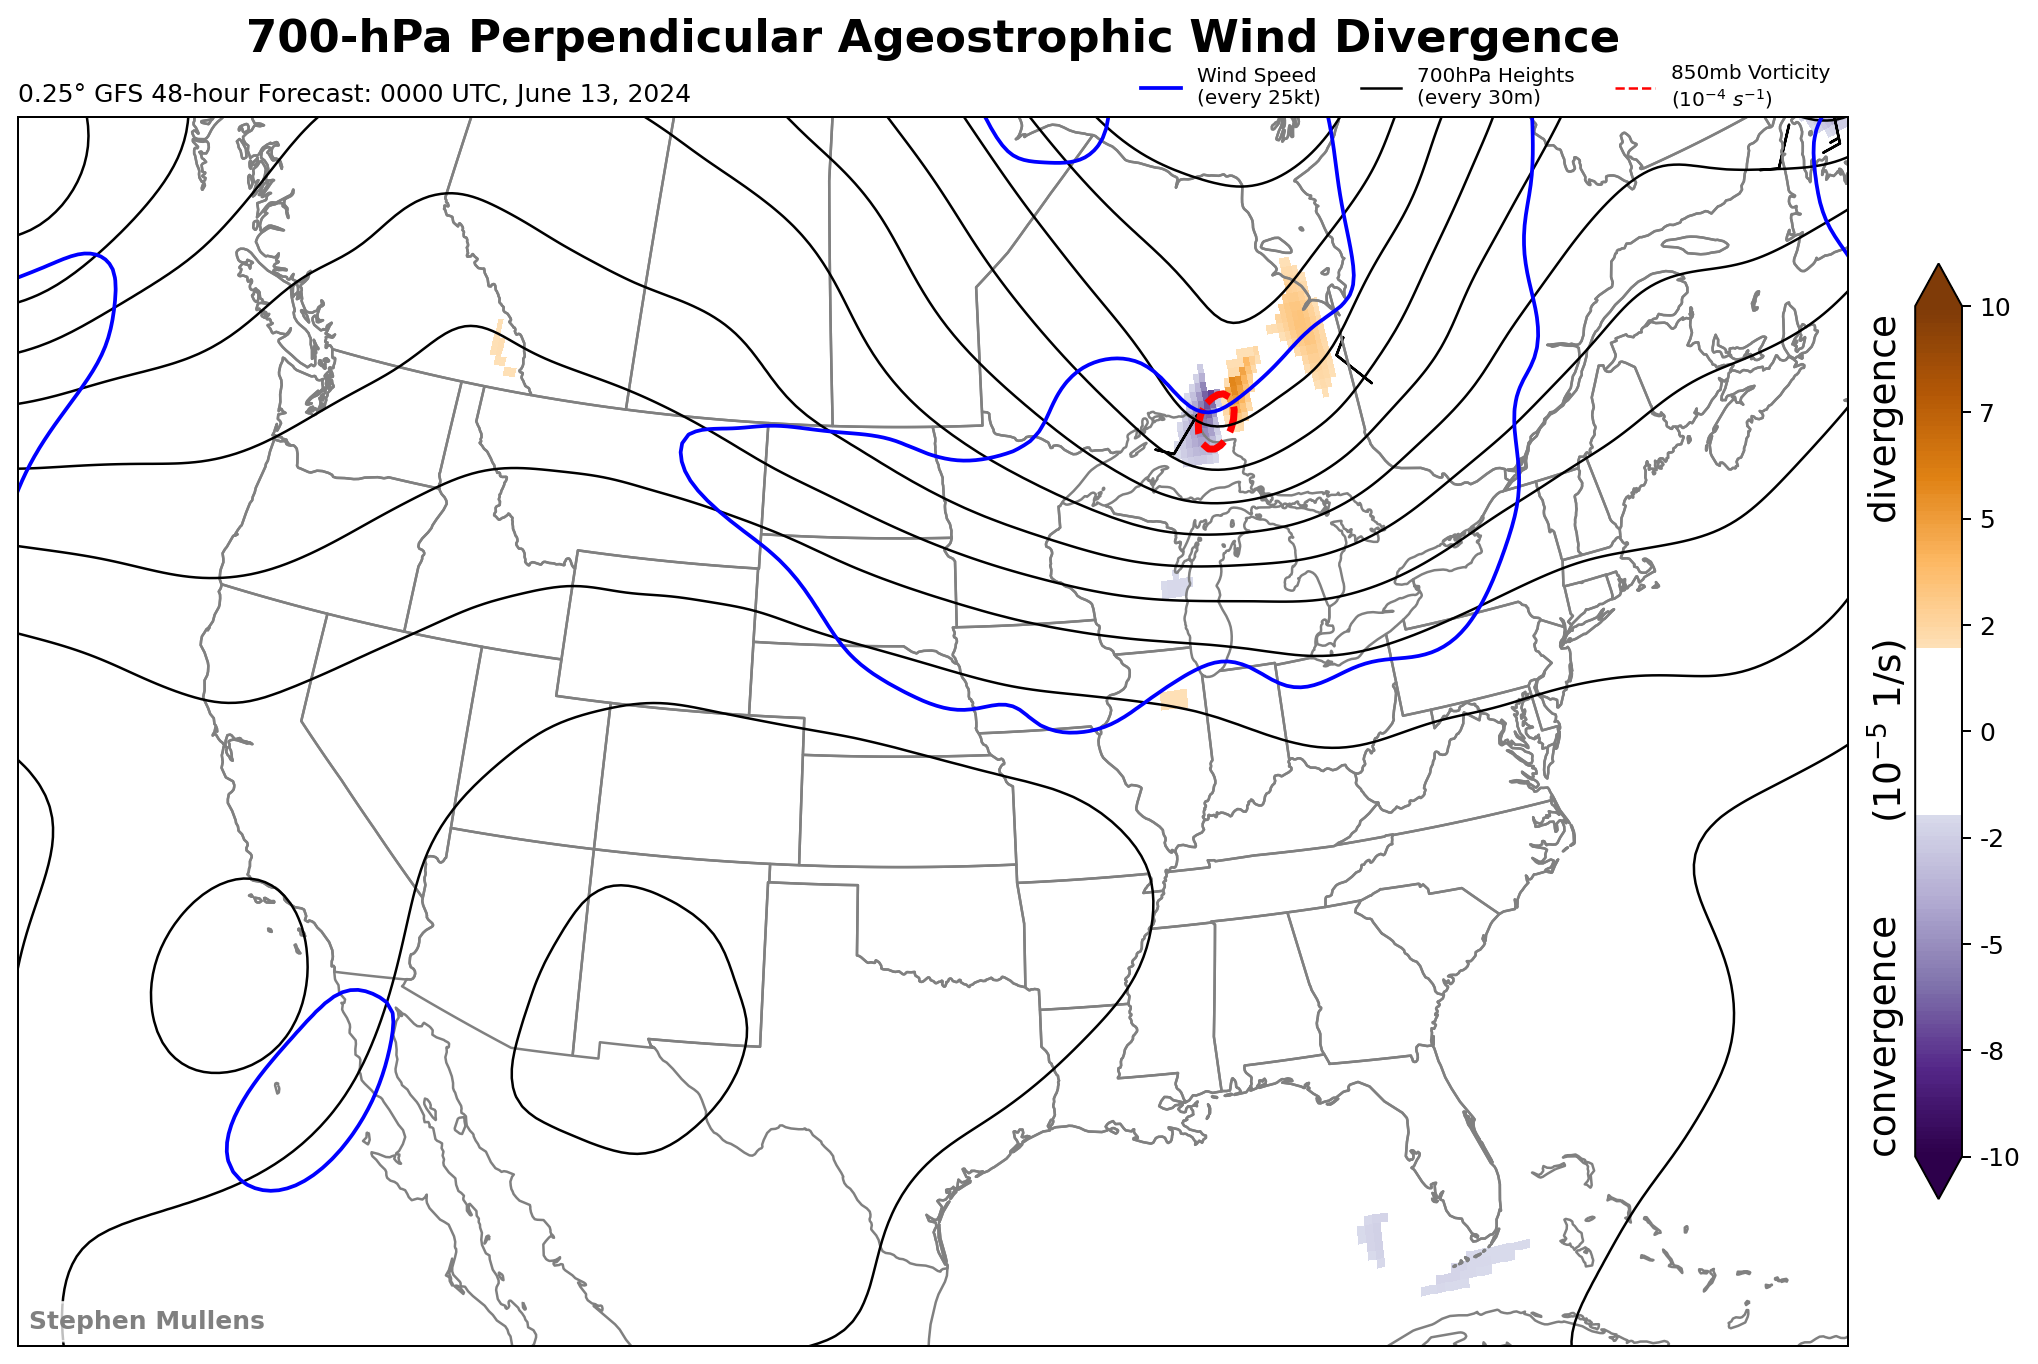 700-hPa Perpendicular Ageostrophic Wind Divergence
0.25° GFS 48-hour Forecast: 0000 UTC, June 13, 2024
Wind Speed
(every 25kt)
700hPa Heights
(every 30m)
850mb Vorticity
(10⁻⁴ s⁻¹)
10
7
5
2
0
-2
-5
-8
-10
convergence (10⁻⁵ 1/s) divergence
Stephen Mullens